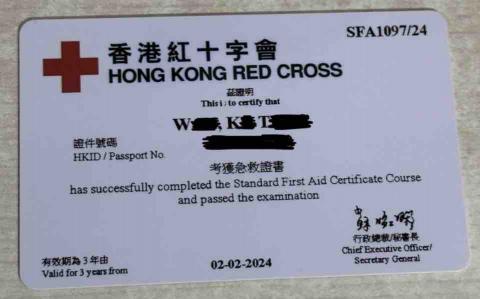 SFA1097/24
香港紅十字會
HONG KONG RED CROSS
茲證明
This is to certify that
W , K T
證件號碼
HKID / Passport No.
考獲急救證書
has successfully completed the Standard First Aid Certificate Course
and passed the examination
行政總裁/秘書長
Chief Executive Officer/
Secretary General
有效期為 3 年由
Valid for 3 years from
02-02-2024